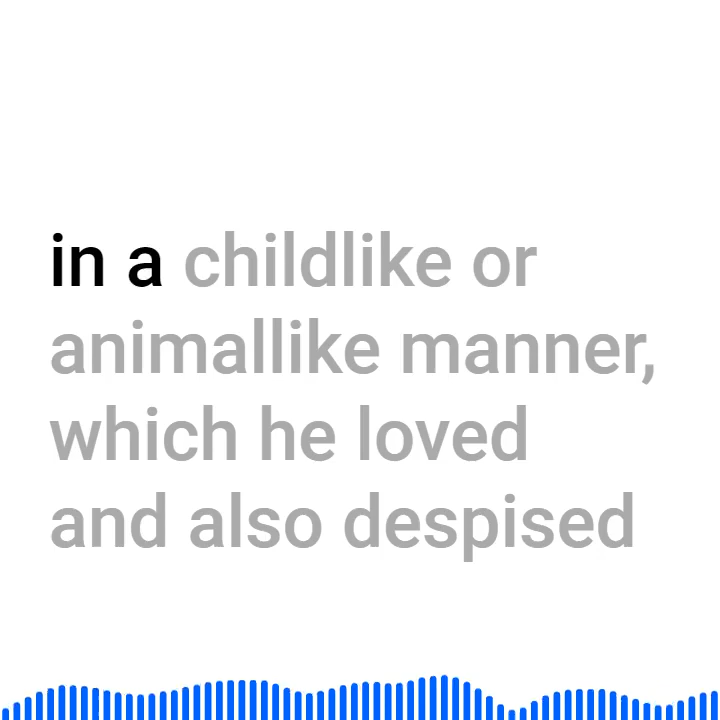 in a childlike or
animallike manner,
which he loved
and also despised